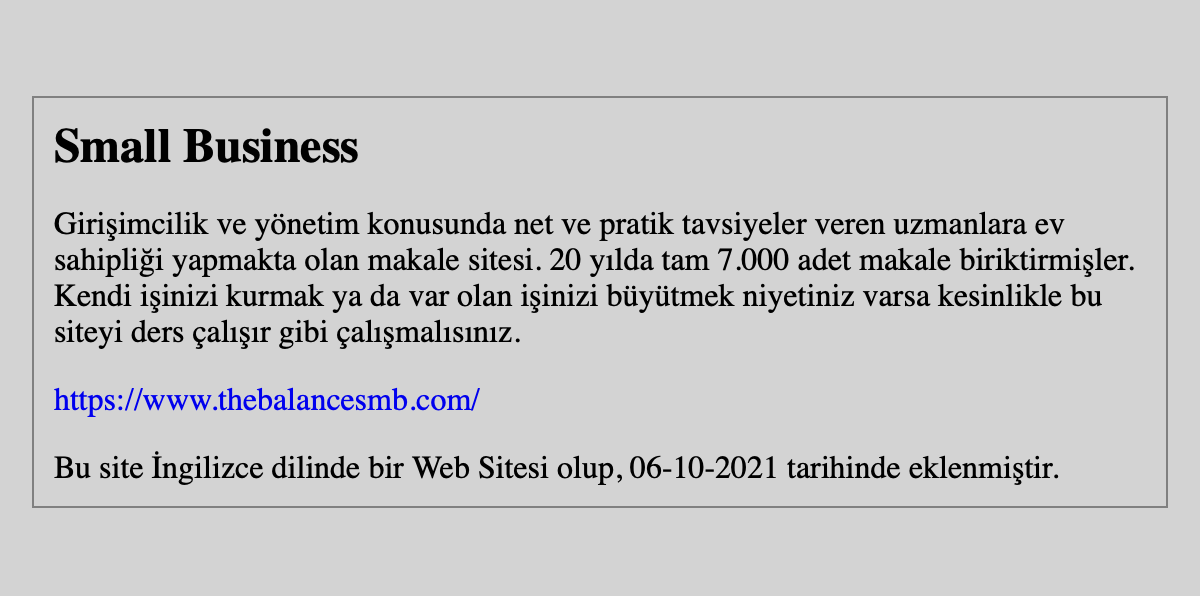 Small Business
Girişimcilik ve yönetim konusunda net ve pratik tavsiyeler veren uzmanlara ev
sahipliği yapmakta olan makale sitesi. 20 yılda tam 7.000 adet makale biriktirmişler.
Kendi işinizi kurmak ya da var olan işinizi büyütmek niyetiniz varsa kesinlikle bu
siteyi ders çalışır gibi çalışmalısınız.
https://www.thebalancesmb.com/
Bu site İngilizce dilinde bir Web Sitesi olup, 06-10-2021 tarihinde eklenmiştir.